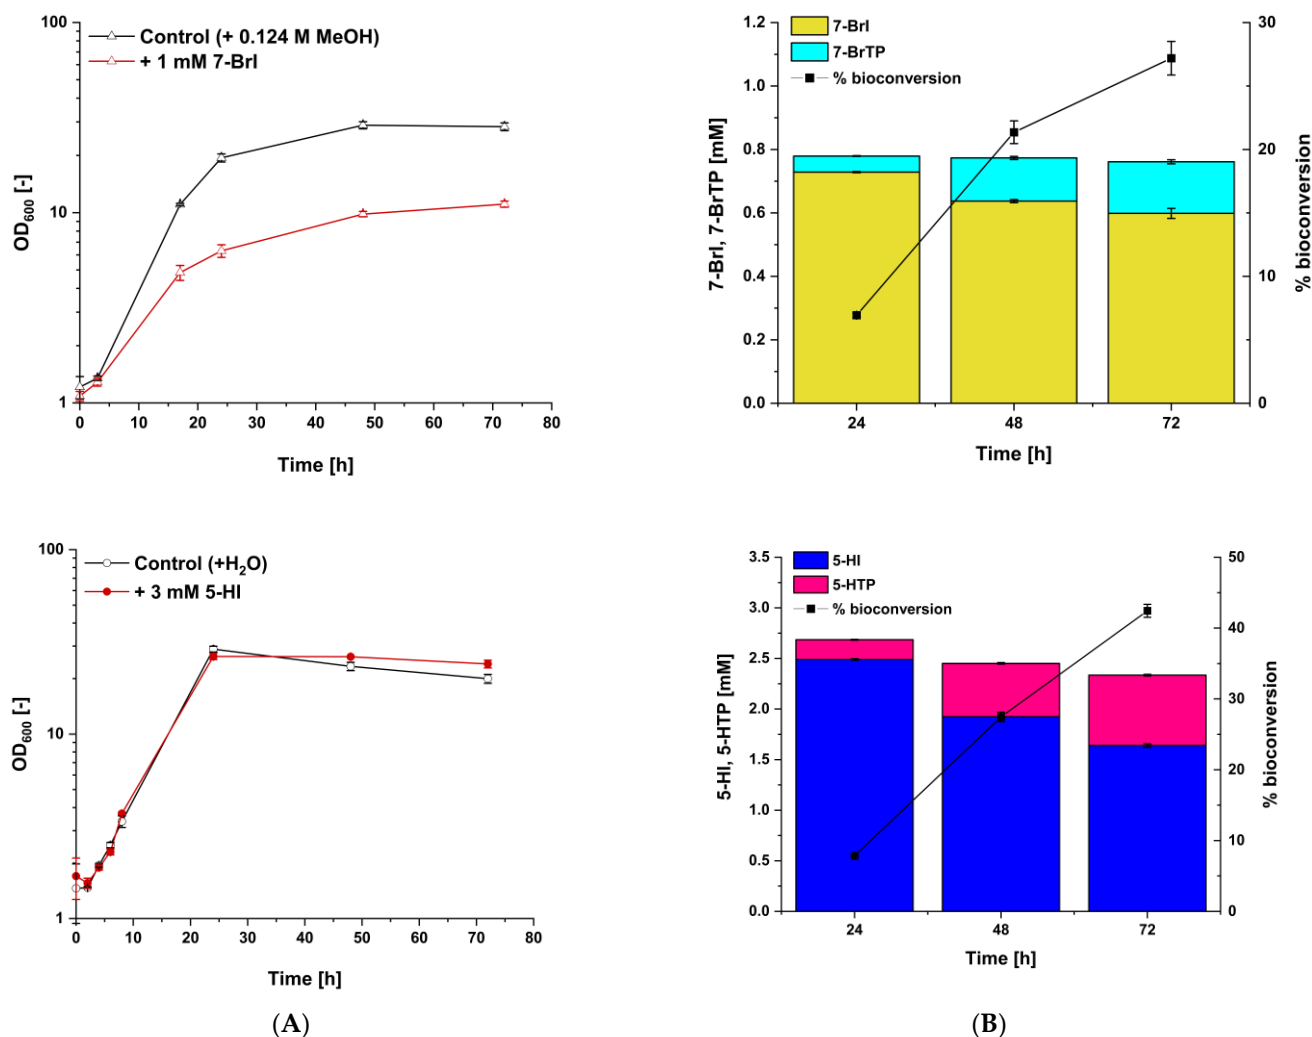 100
10
1
OD600 [-]
Control (+ 0.124 M MeOH)
+ 1 mM 7-BrI
0 10 20 30 40 50 60 70 80
Time [h]
1.2
1.0
0.8
0.6
0.4
0.2
0.0
7-BrI, 7-BrTP [mM]
7-BrI
7-BrTP
% bioconversion
30
20
10
0
% bioconversion
24 48 72
Time [h]
100
10
1
OD600 [-]
Control (+H2O)
+ 3 mM 5-HI
0 10 20 30 40 50 60 70 80
Time [h]
(A)
3.5
3.0
2.5
2.0
1.5
1.0
0.5
0.0
5-HI, 5-HTP [mM]
5-HI
5-HTP
% bioconversion
50
40
30
20
10
0
% bioconversion
24 48 72
Time [h]
(B)